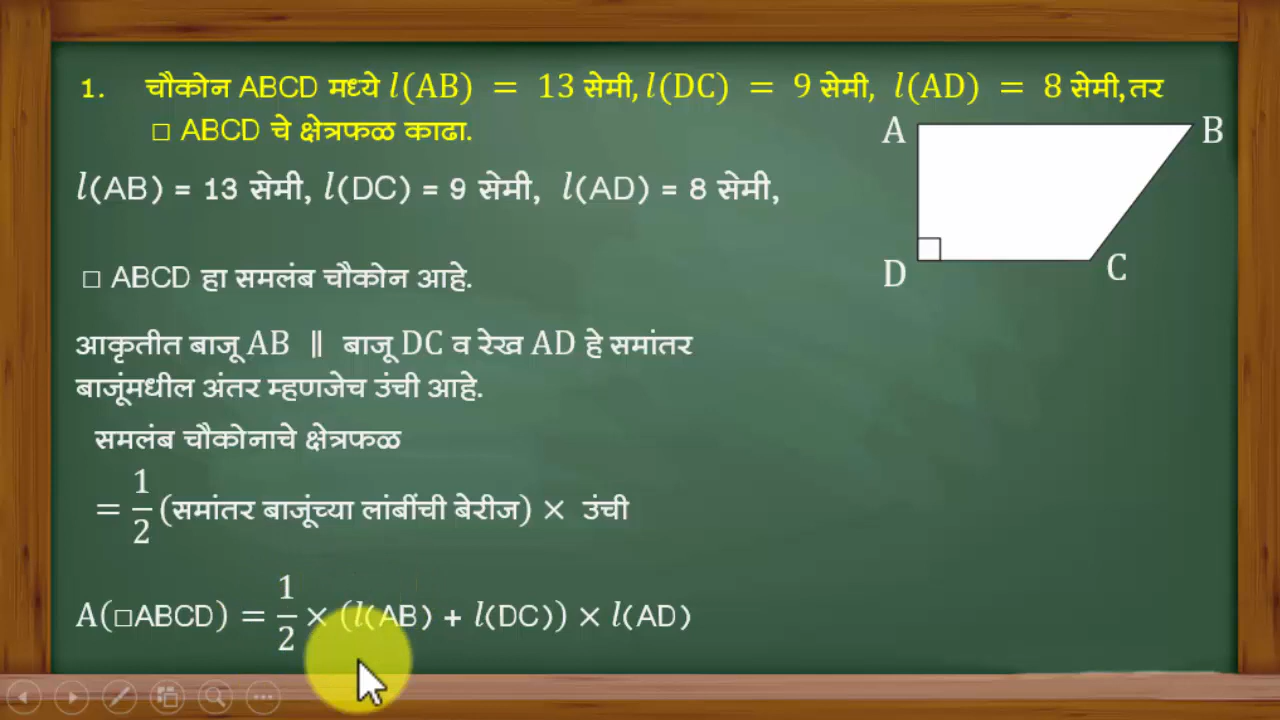 1. चौकोन ABCD मध्ये l(AB) = 13 सेमी, l(DC) = 9 सेमी, l(AD) = 8 सेमी, तर
□ ABCD चे क्षेत्रफळ काढा.
A
B
l(AB) = 13 सेमी, l(DC) = 9 सेमी, l(AD) = 8 सेमी,
D
C
□ ABCD हा समलंब चौकोन आहे.
आकृतीत बाजू AB || बाजू DC व रेख AD हे समांतर
बाजूंमधील अंतर म्हणजेच उंची आहे.
समलंब चौकोनाचे क्षेत्रफळ
= 1/2 (समांतर बाजूंच्या लांबींची बेरीज) × उंची
A(□ABCD) = 1/2 × (l(AB) + l(DC)) × l(AD)